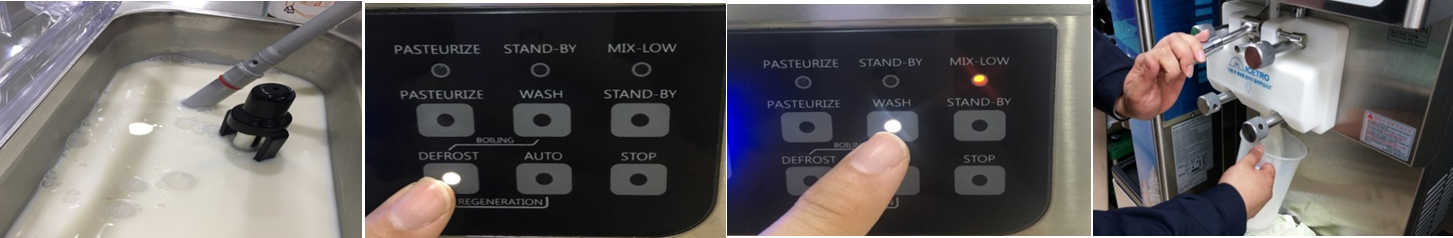 PASTEURIZE STAND-BY MIX-LOW
PASTEURIZE WASH STAND-BY
BOILING
DEFROST AUTO STOP
REGENERATION
PASTEURIZE STAND-BY MIX-LOW
PASTEURIZE WASH STAND-BY
BOILIN
DEFROST STOP
ICETRO